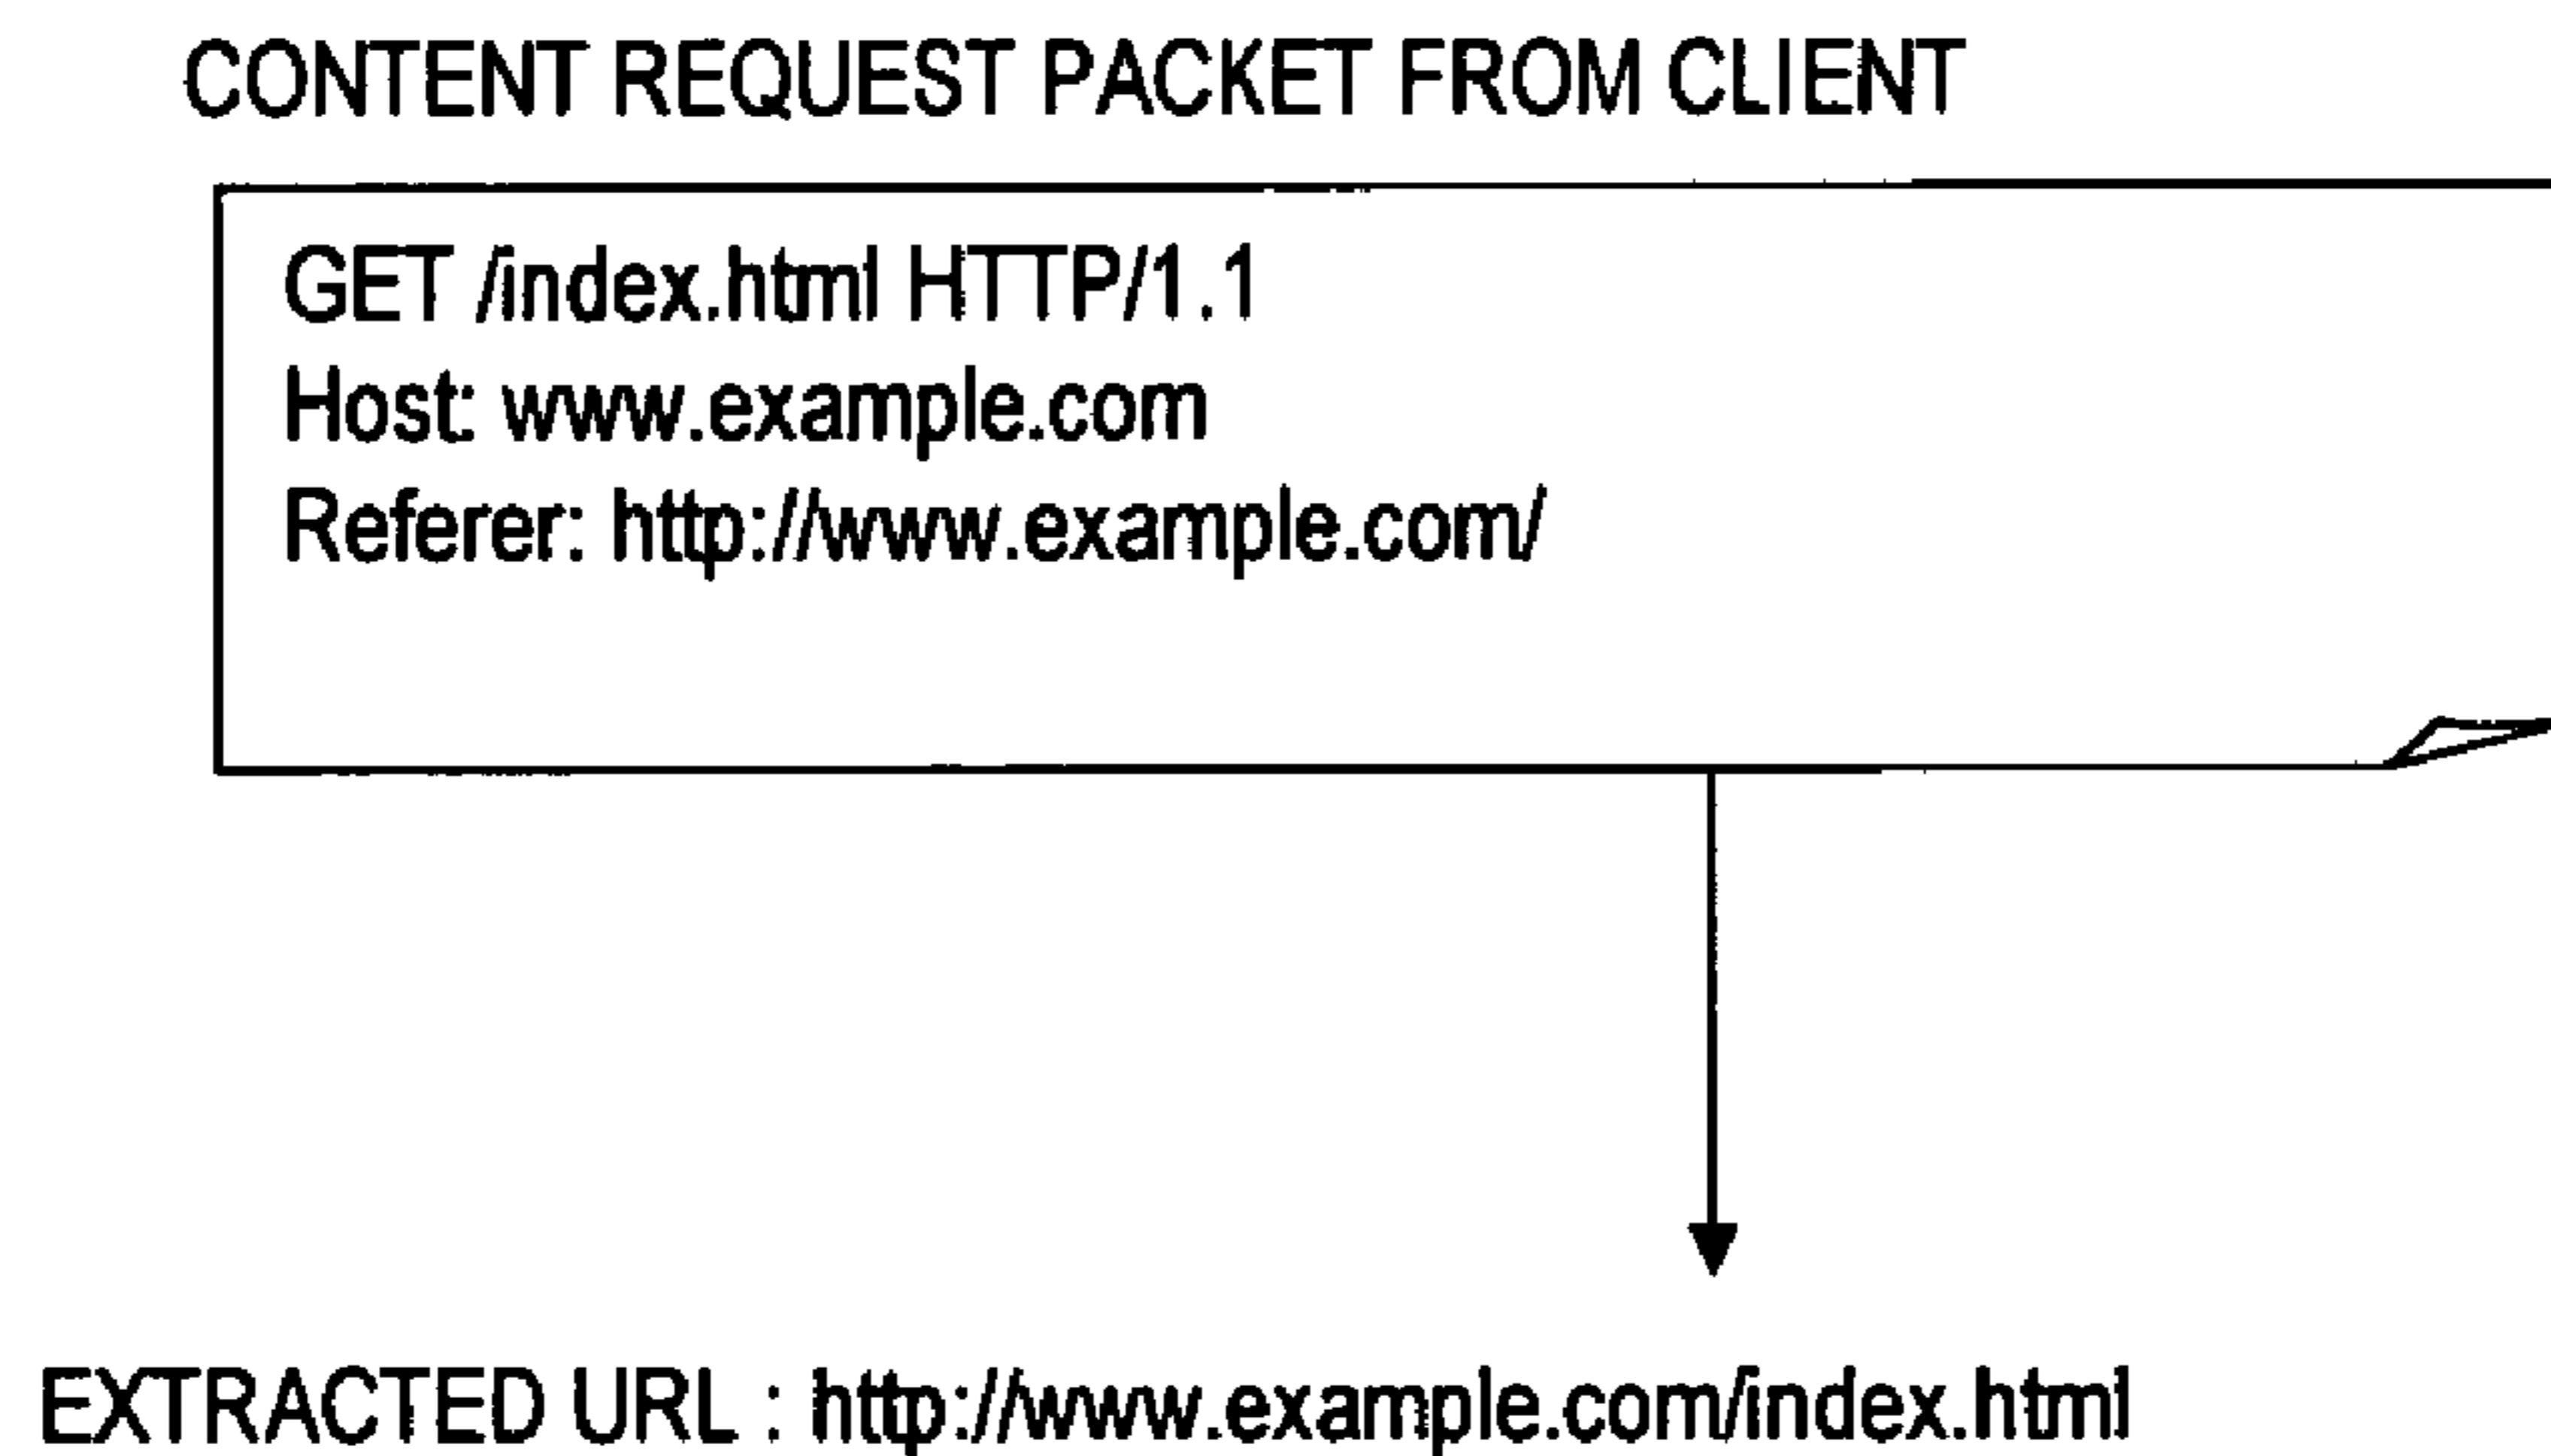 CONTENT REQUEST PACKET FROM CLIENT
GET /index.html HTTP/1.1
Host: www.example.com
Referer: http://www.example.com/
EXTRACTED URL : http://www.example.com/index.html